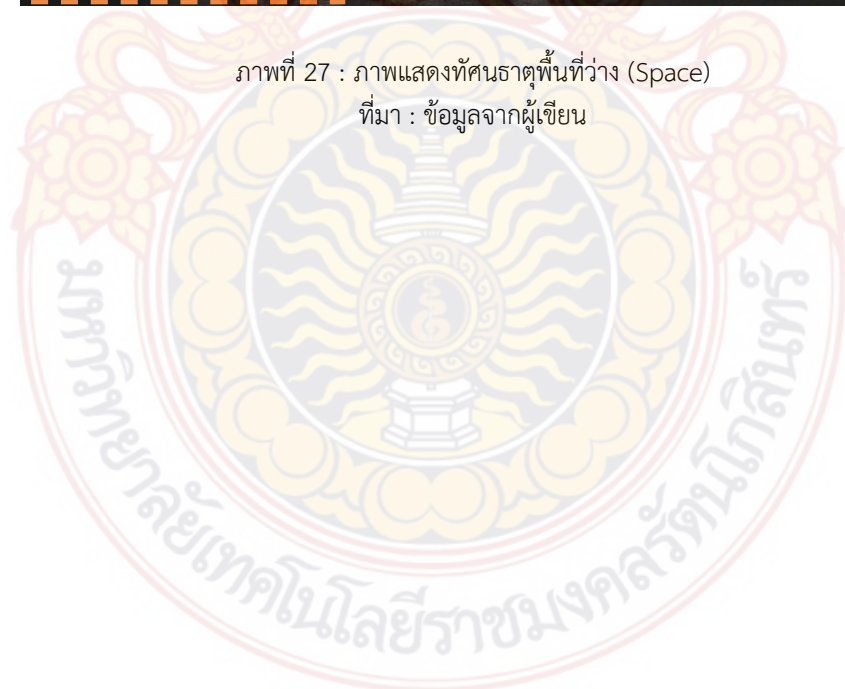 ภาพที่ 27 : ภาพแสดงทัศนธาตุพื้นที่ว่าง (Space)
ที่มา : ข้อมูลจากผู้เขียน
มหาวิทยาลัยเทคโนโลยีราชมงคลรัตนโกสินทร์